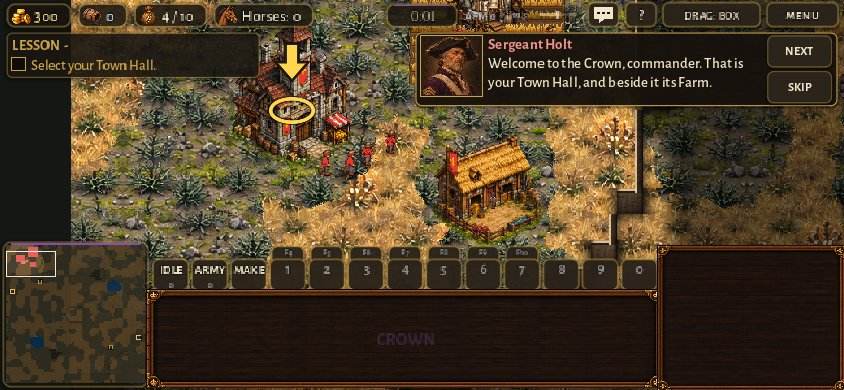 300
0
4/10
Horses: 0
0:01
?
DRAG: BOX
MENU
LESSON -
Select your Town Hall.
Sergeant Holt
Welcome to the Crown, commander. That is
your Town Hall, and beside it its Farm.
NEXT
SKIP
IDLE
ARMY
MAKE
1
2
3
4
5
6
7
8
9
0
CROWN